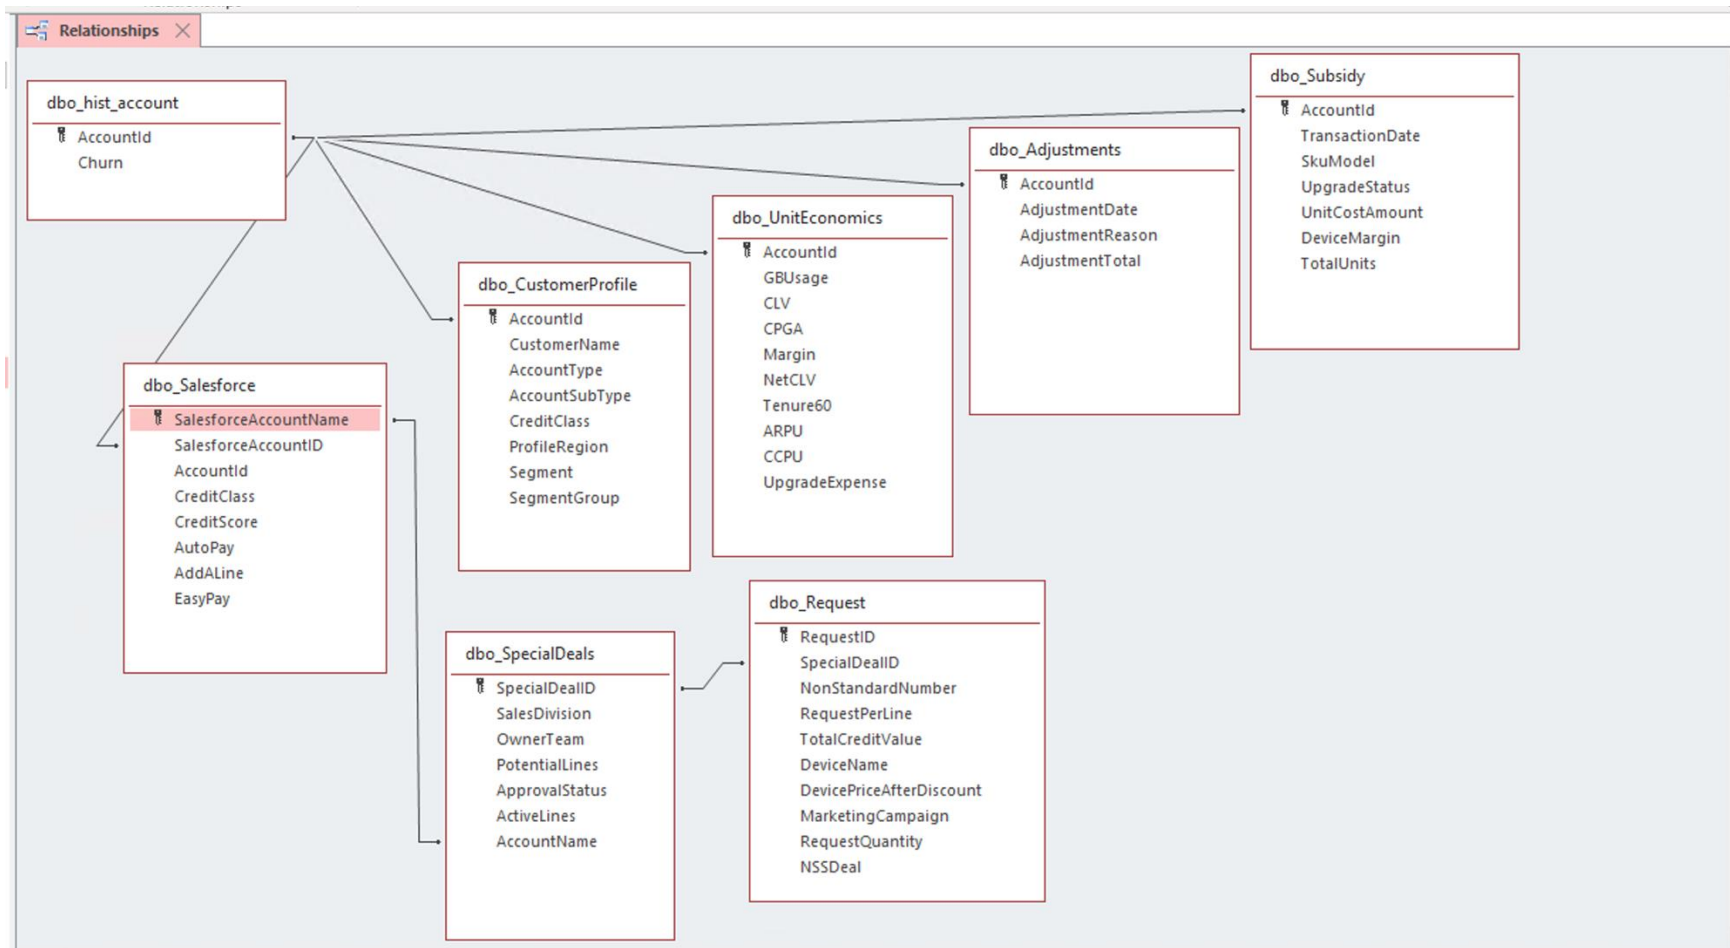 Relationships
dbo_hist_account
AccountId
Churn
dbo_Salesforce
SalesforceAccountName
SalesforceAccountID
AccountId
CreditClass
CreditScore
AutoPay
AddALine
EasyPay
dbo_CustomerProfile
AccountId
CustomerName
AccountType
AccountSubType
CreditClass
ProfileRegion
Segment
SegmentGroup
dbo_UnitEconomics
AccountId
GBUsage
CLV
CPGA
Margin
NetCLV
Tenure60
ARPU
CCPU
UpgradeExpense
dbo_Adjustments
AccountId
AdjustmentDate
AdjustmentReason
AdjustmentTotal
dbo_Subsidy
AccountId
TransactionDate
SkuModel
UpgradeStatus
UnitCostAmount
DeviceMargin
TotalUnits
dbo_SpecialDeals
SpecialDealID
SalesDivision
OwnerTeam
PotentialLines
ApprovalStatus
ActiveLines
AccountName
dbo_Request
RequestID
SpecialDealID
NonStandardNumber
RequestPerLine
TotalCreditValue
DeviceName
DevicePriceAfterDiscount
MarketingCampaign
RequestQuantity
NSSDeal